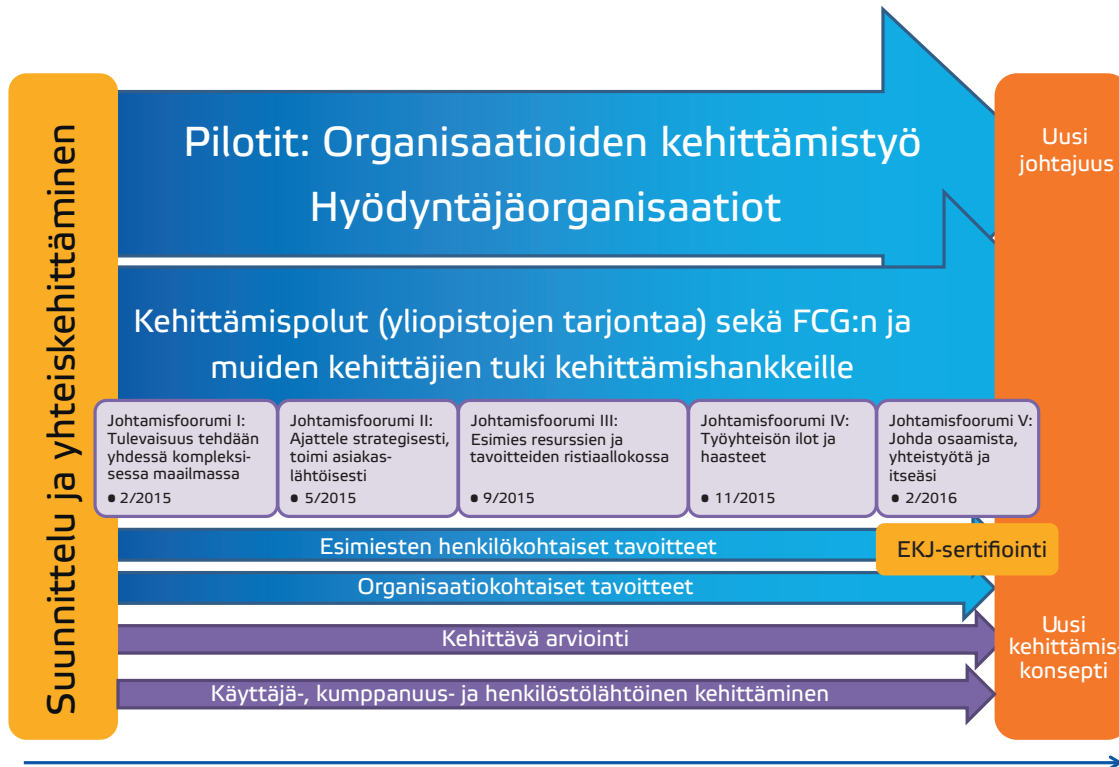 Suunnittelu ja yhteiskehittäminen
Pilotit: Organisaatioiden kehittämistyö
Hyödyntäjäorganisaatiot
Uusi
johtajuus
Kehittämispolut (yliopistojen tarjontaa) sekä FCG:n ja
muiden kehittäjien tuki kehittämishankkeille
Johtamisfoorumi I:
Tulevaisuus tehdään
yhdessä kompleksi-
sessa maailmassa
• 2/2015
Johtamisfoorumi II:
Ajattele strategisesti,
toimi asiakas-
lähtöisesti
• 5/2015
Johtamisfoorumi III:
Esimies resurssien ja
tavoitteiden ristiaallokossa
• 9/2015
Johtamisfoorumi IV:
Työyhteisön ilot ja
haasteet
• 11/2015
Johtamisfoorumi V:
Johda osaamista,
yhteistyötä ja
itseäsi
• 2/2016
Esimiesten henkilökohtaiset tavoitteet
EKJ-sertifiointi
Organisaatiokohtaiset tavoitteet
Kehittävä arviointi
Käyttäjä-, kumppanuus- ja henkilöstölähtöinen kehittäminen
Uusi
kehittämis-
konsepti